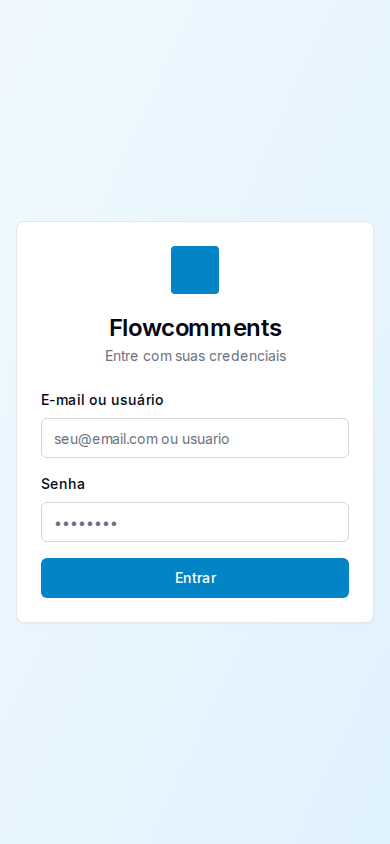 Flowcomments
Entre com suas credenciais
E-mail ou usuário
seu@email.com ou usuario
Senha
••••••••
Entrar